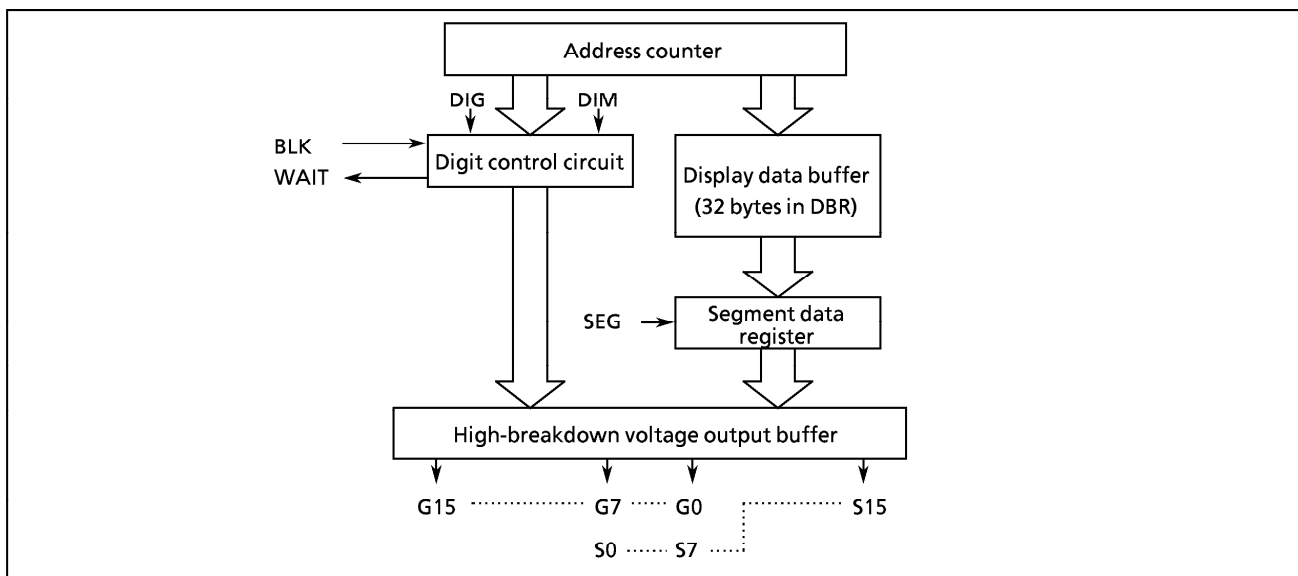 Address counter
DIG
DIM
BLK
WAIT
Digit control circuit
Display data buffer
(32 bytes in DBR)
SEG
Segment data
register
High-breakdown voltage output buffer
G15 G7 G0 S15
S0 S7